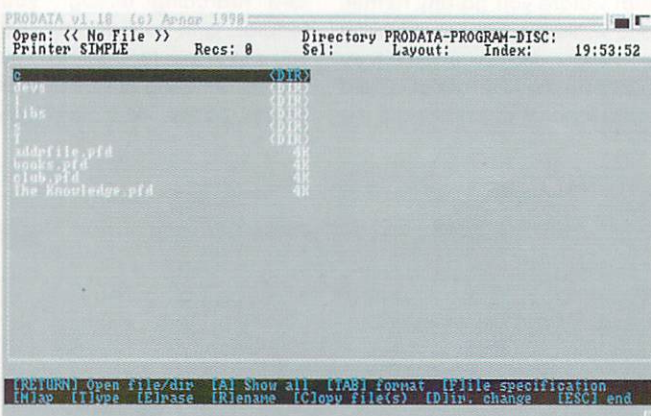 PRODATA v1.18 (c) Arnor 1990
Open: << No File >> Directory PRODATA-PROGRAM-DISC:
Printer SIMPLE Recs: 0 Sel: Layout: Index: 19:53:52
c <DIR>
devs <DIR>
l <DIR>
libs <DIR>
s <DIR>
T <DIR>
addrfile.pfd 4K
books.pfd 4K
club.pfd 4K
The Knowledge.pfd 4K
[RETURN] Open file/dir [A] Show all [TAB] format [F]ile specification
[M]ap [T]ype [E]rase [R]ename [C]opy file(s) [D]ir. change [ESC] end